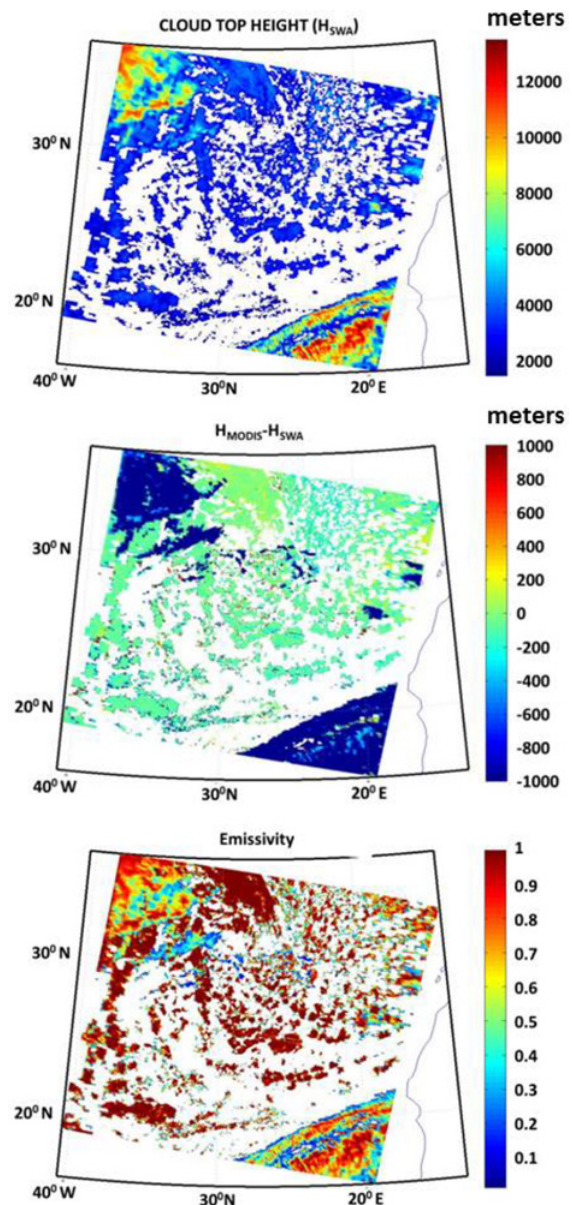 CLOUD TOP HEIGHT (HSWA)
meters
12000
10000
8000
6000
4000
2000
30⁰ N
20⁰ N
40⁰ W
30⁰N
20⁰ E
HMODIS-HSWA
meters
1000
800
600
400
200
0
-200
-400
-600
-800
-1000
30⁰ N
20⁰ N
40⁰ W
30⁰N
20⁰ E
Emissivity
1
0.9
0.8
0.7
0.6
0.5
0.4
0.3
0.2
0.1
30⁰ N
20⁰ N
40⁰ W
30⁰N
20⁰ E